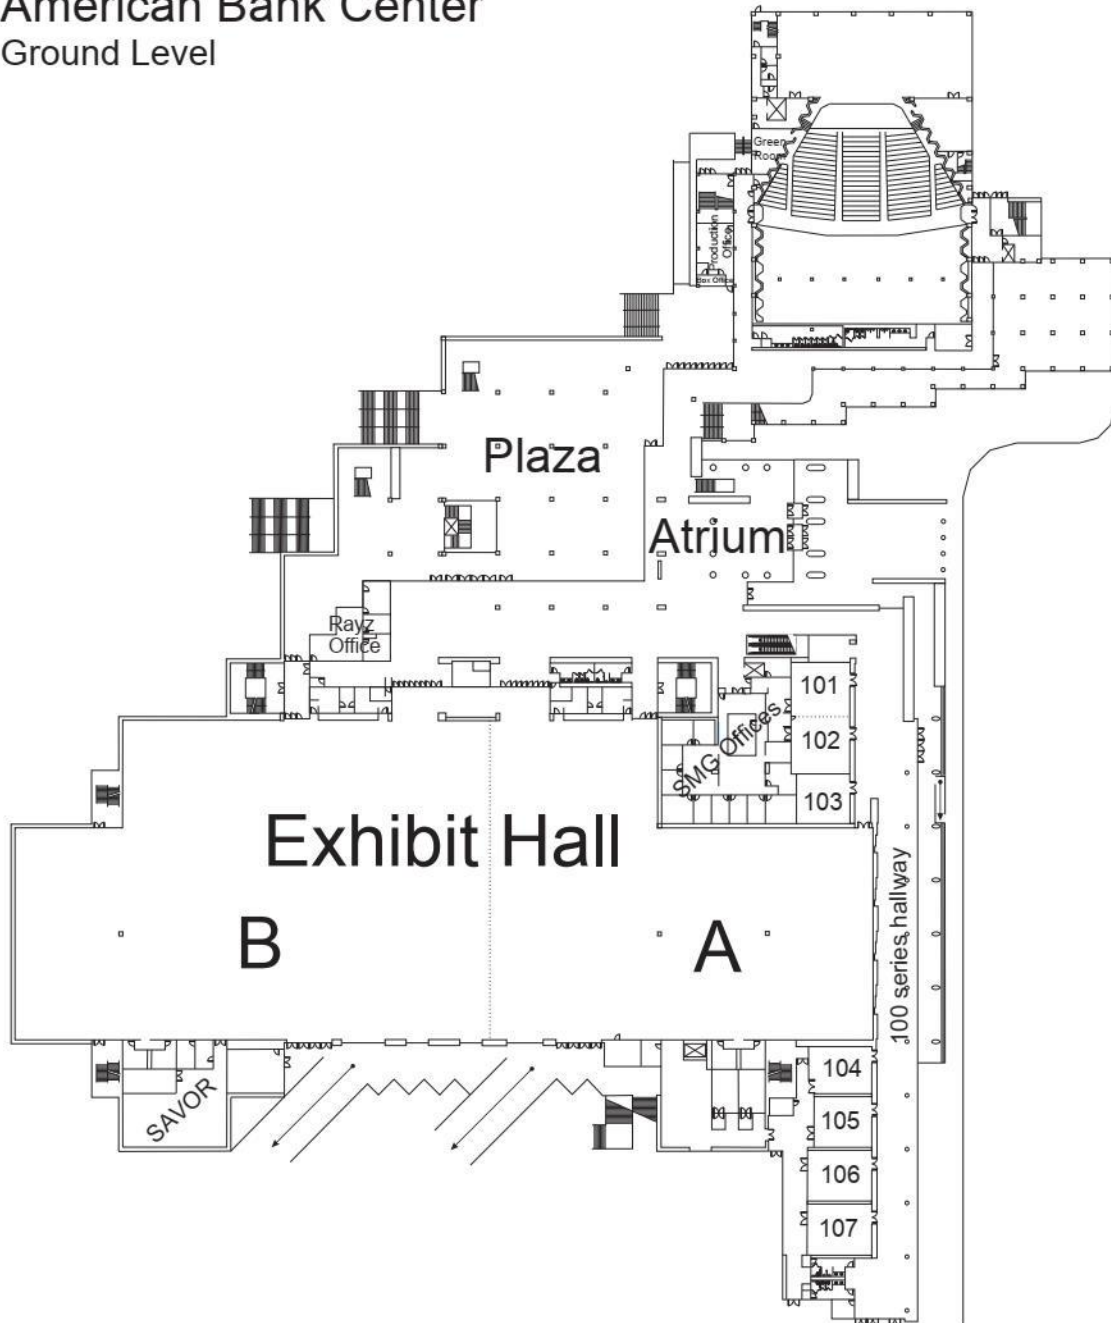 American Bank Center
Ground Level
Green
Room
Production
Office
Box Office
Plaza
Atrium
Rayz
Office
101
SMG Offices
102
103
Exhibit Hall
B
A
100 series hallway
104
SAVOR
105
106
107